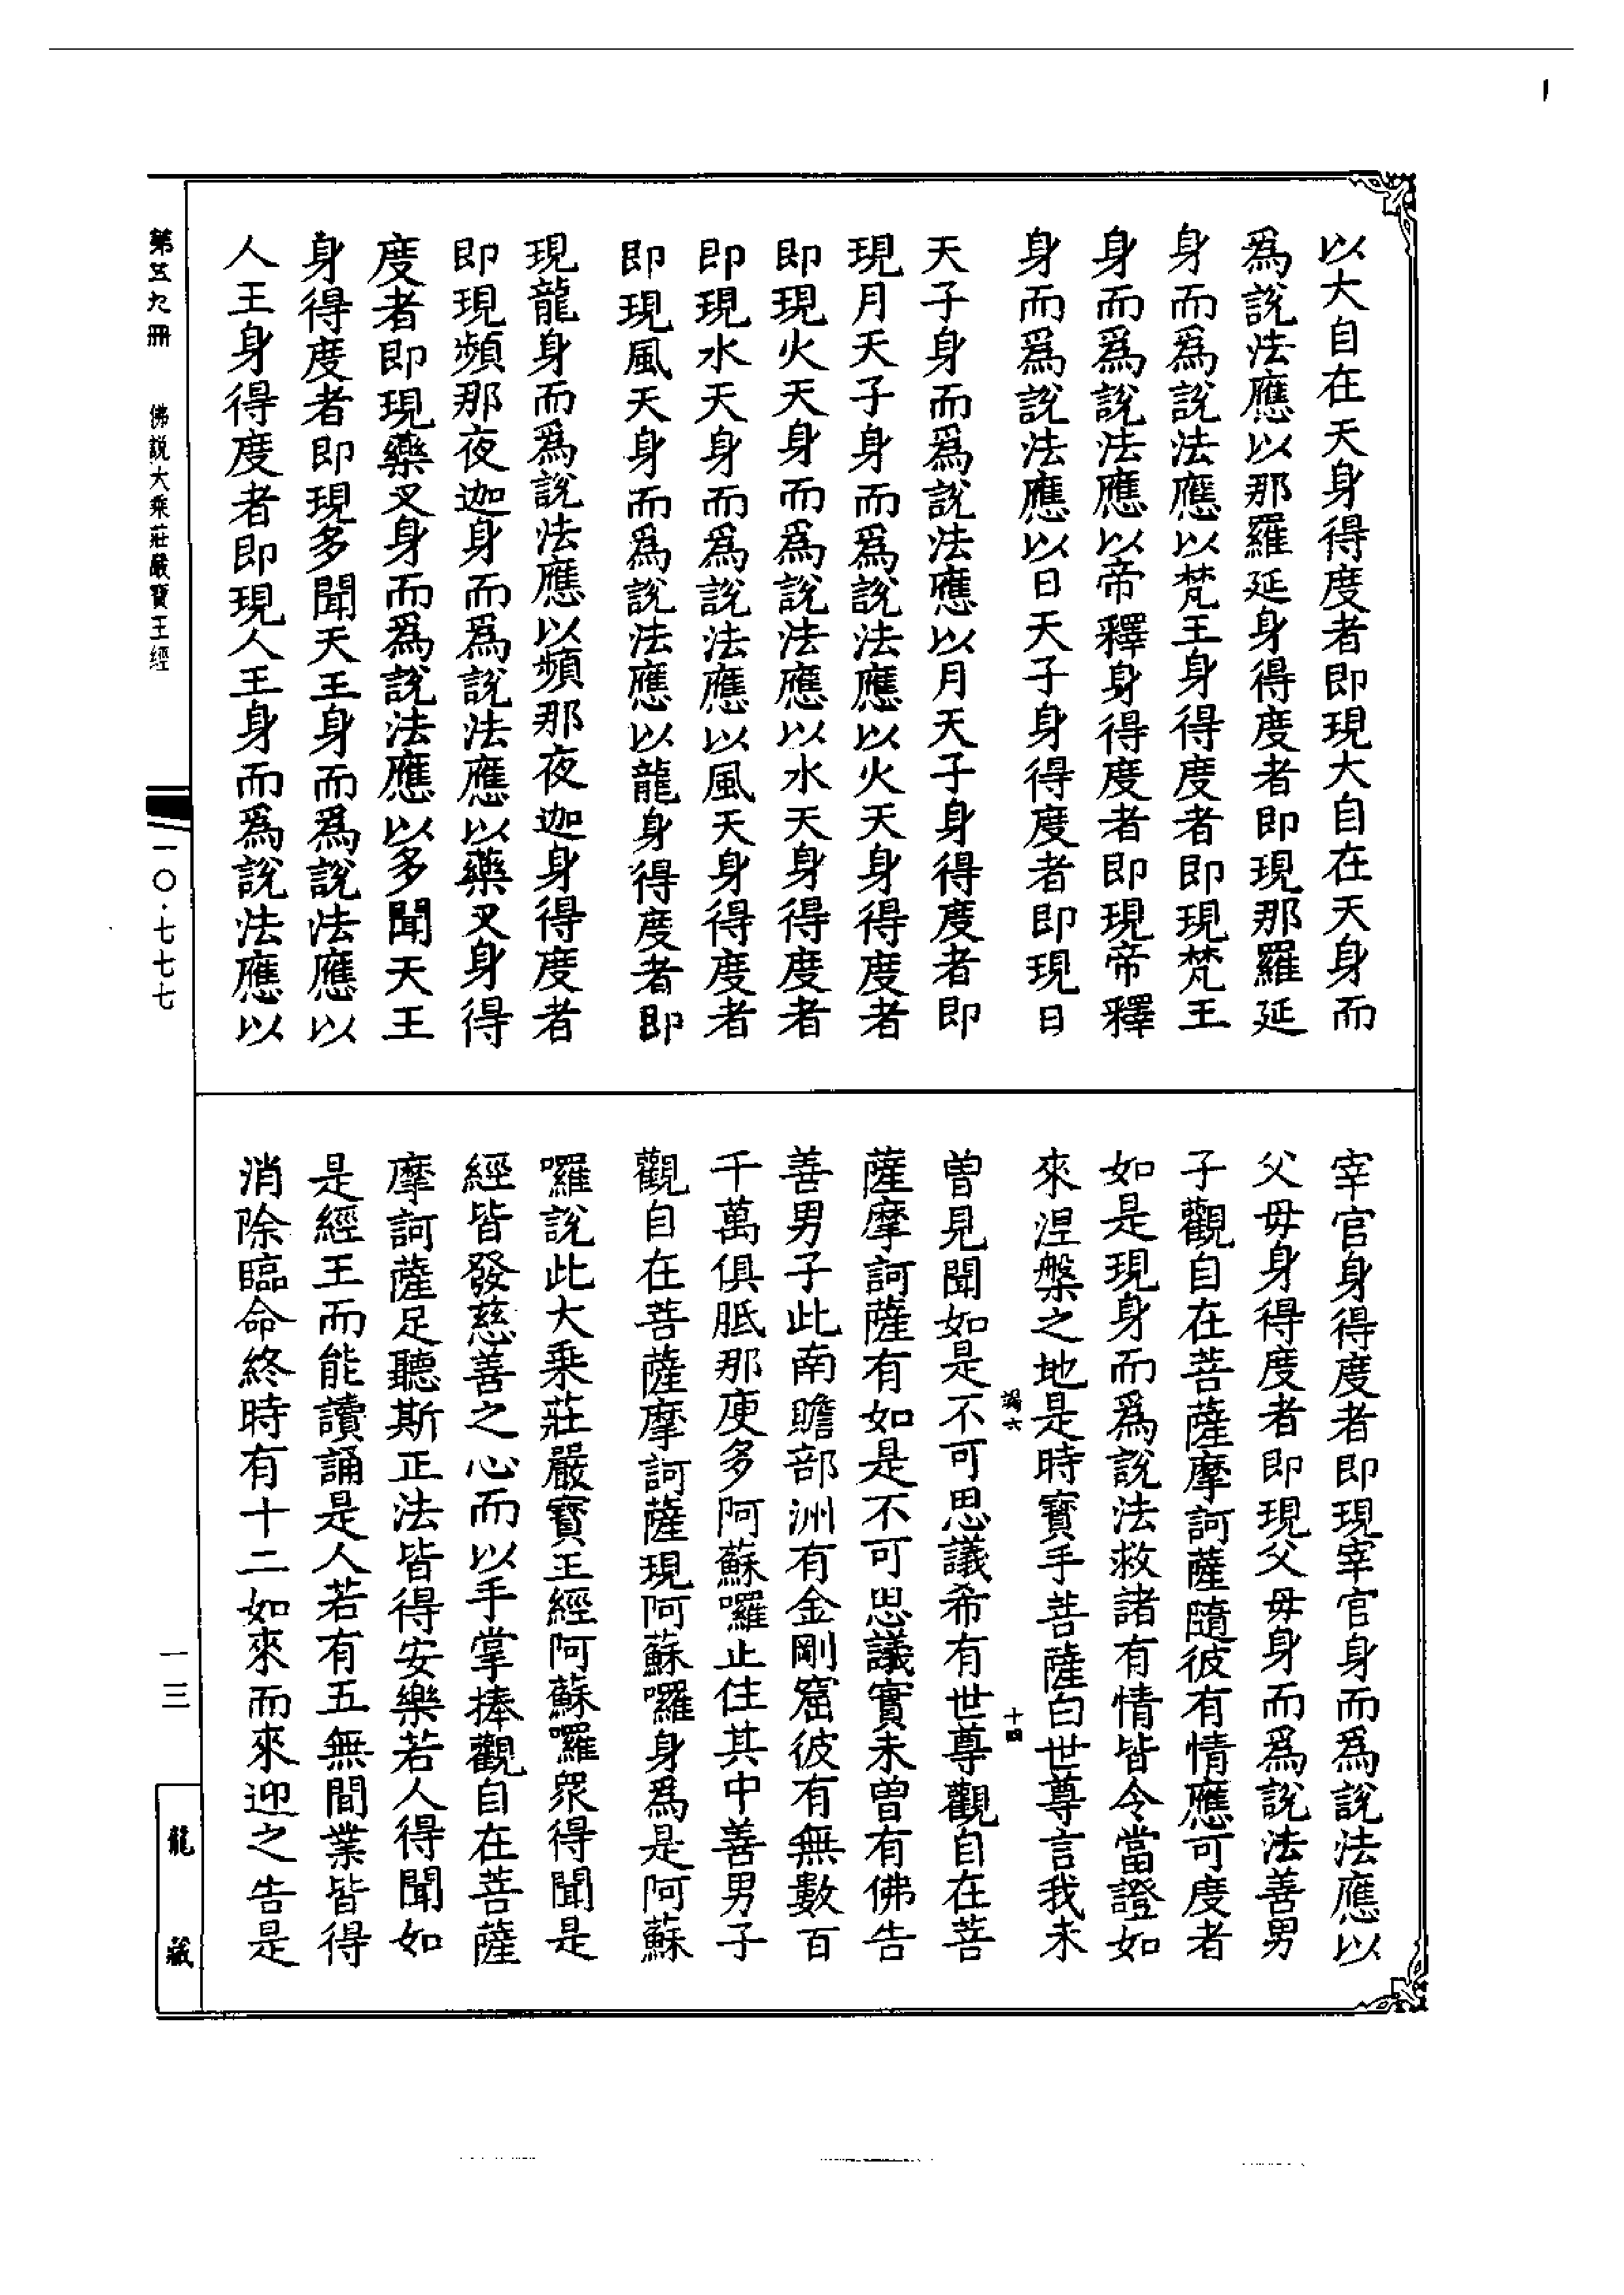 以大自在天身得度者即現大自在天身而
爲說法應以那羅延身得度者即現那羅延
身而爲說法應以梵王身得度者即現梵王
身而爲說法應以帝釋身得度者即現帝釋
身而爲說法應以日天子身得度者即現日
天子身而爲說法應以月天子身得度者即
現月天子身而爲說法應以火天身得度者
即現火天身而爲說法應以水天身得度者
即現水天身而爲說法應以風天身得度者
即現風天身而爲說法應以龍身得度者即
現龍身而爲說法應以頻那夜迦身得度者
即現頻那夜迦身而爲說法應以藥叉身得
度者即現藥叉身而爲說法應以多聞天王
身得度者即現多聞天王身而爲說法應以
人王身得度者即現人王身而爲說法應以
宰官身得度者即現宰官身而爲說法應以
父母身得度者即現父母身而爲說法善男
子觀自在菩薩摩訶薩隨彼有情應可度者
如是現身而爲說法救諸有情皆令當證如
來涅槃之地是時寶手菩薩白世尊言我未
曾見聞如是不可思議希有世尊觀自在菩
薩摩訶薩有如是不可思議實未曾有佛告
善男子此南贍部洲有金剛窟彼有無數百
千萬俱胝那庾多阿蘇囉止住其中善男子
觀自在菩薩摩訶薩現阿蘇囉身爲是阿蘇
囉說此大乘莊嚴寶王經阿蘇囉眾得聞是
經皆發慈善之心而以手掌捧觀自在菩薩
摩訶薩足聽斯正法皆得安樂若人得聞如
是經王而能讀誦是人若有五無間業皆得
消除臨命終時有十二如來而來迎之告是
六
十四
第五九冊 佛說大乘莊嚴寶王經
一〇·七七七
一三
龍藏